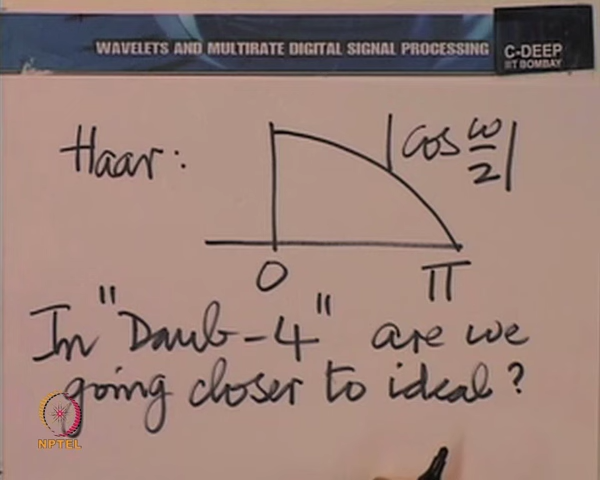 WAVELETS AND MULTIRATE DIGITAL SIGNAL PROCESSING
C-DEEP
IIT BOMBAY
Haar:
|cos ω/2|
0 π
In "Daub-4" are we
going closer to ideal?
NPTEL